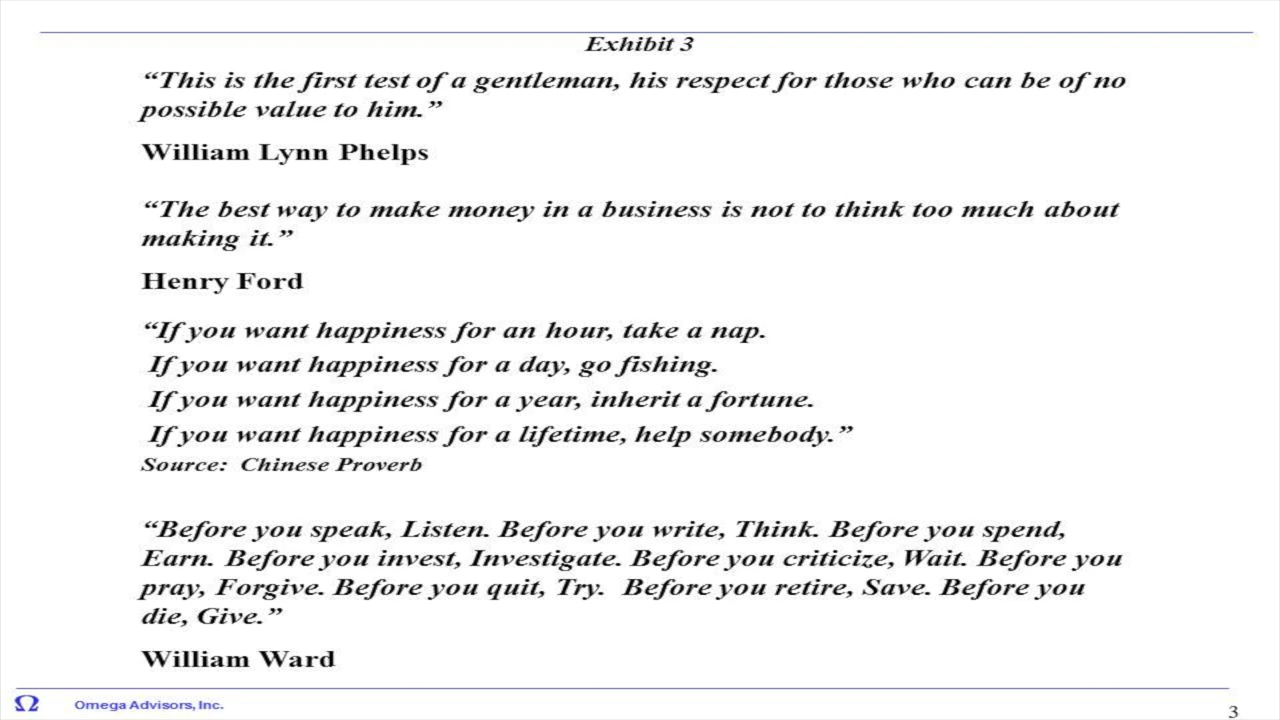 Exhibit 3
“This is the first test of a gentleman, his respect for those who can be of no
possible value to him.”
William Lynn Phelps
“The best way to make money in a business is not to think too much about
making it.”
Henry Ford
“If you want happiness for an hour, take a nap.
If you want happiness for a day, go fishing.
If you want happiness for a year, inherit a fortune.
If you want happiness for a lifetime, help somebody.”
Source: Chinese Proverb
“Before you speak, Listen. Before you write, Think. Before you spend,
Earn. Before you invest, Investigate. Before you criticize, Wait. Before you
pray, Forgive. Before you quit, Try. Before you retire, Save. Before you
die, Give.”
William Ward
Ω Omega Advisors, Inc.
3